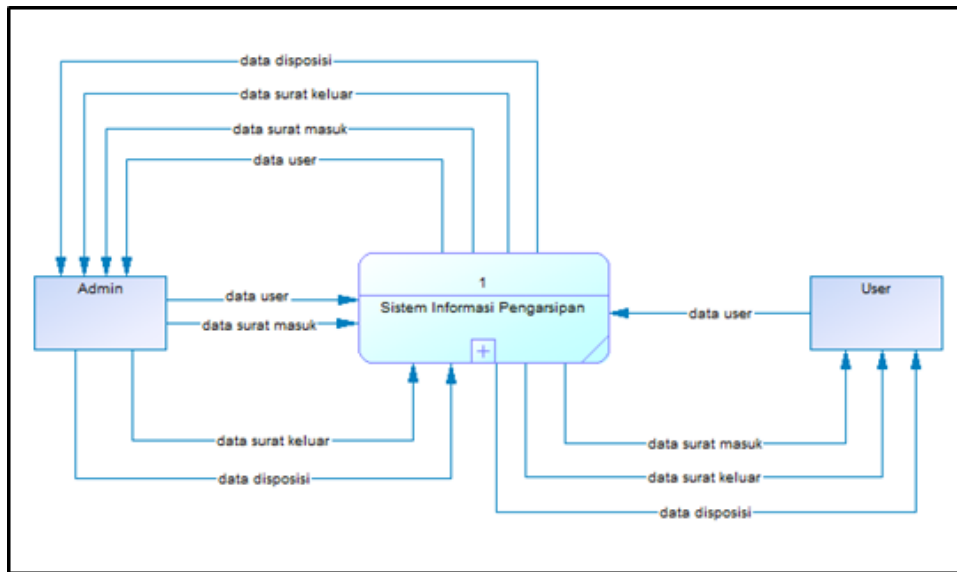 data disposisi
data surat keluar
data surat masuk
data user
Admin
data user
data surat masuk
1
Sistem Informasi Pengarsipan
data user
User
data surat keluar
data disposisi
data surat masuk
data surat keluar
data disposisi